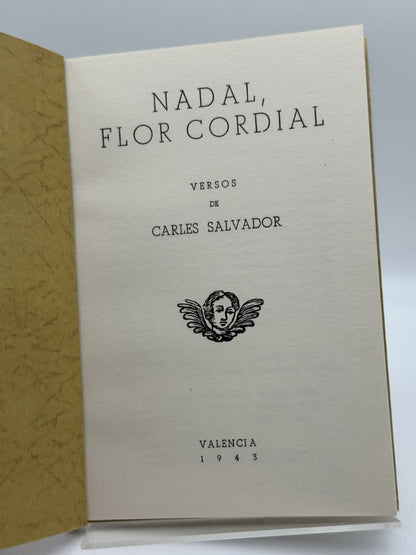 NADAL,
FLOR CORDIAL
VERSOS
DE
CARLES SALVADOR
VALENCIA
1943